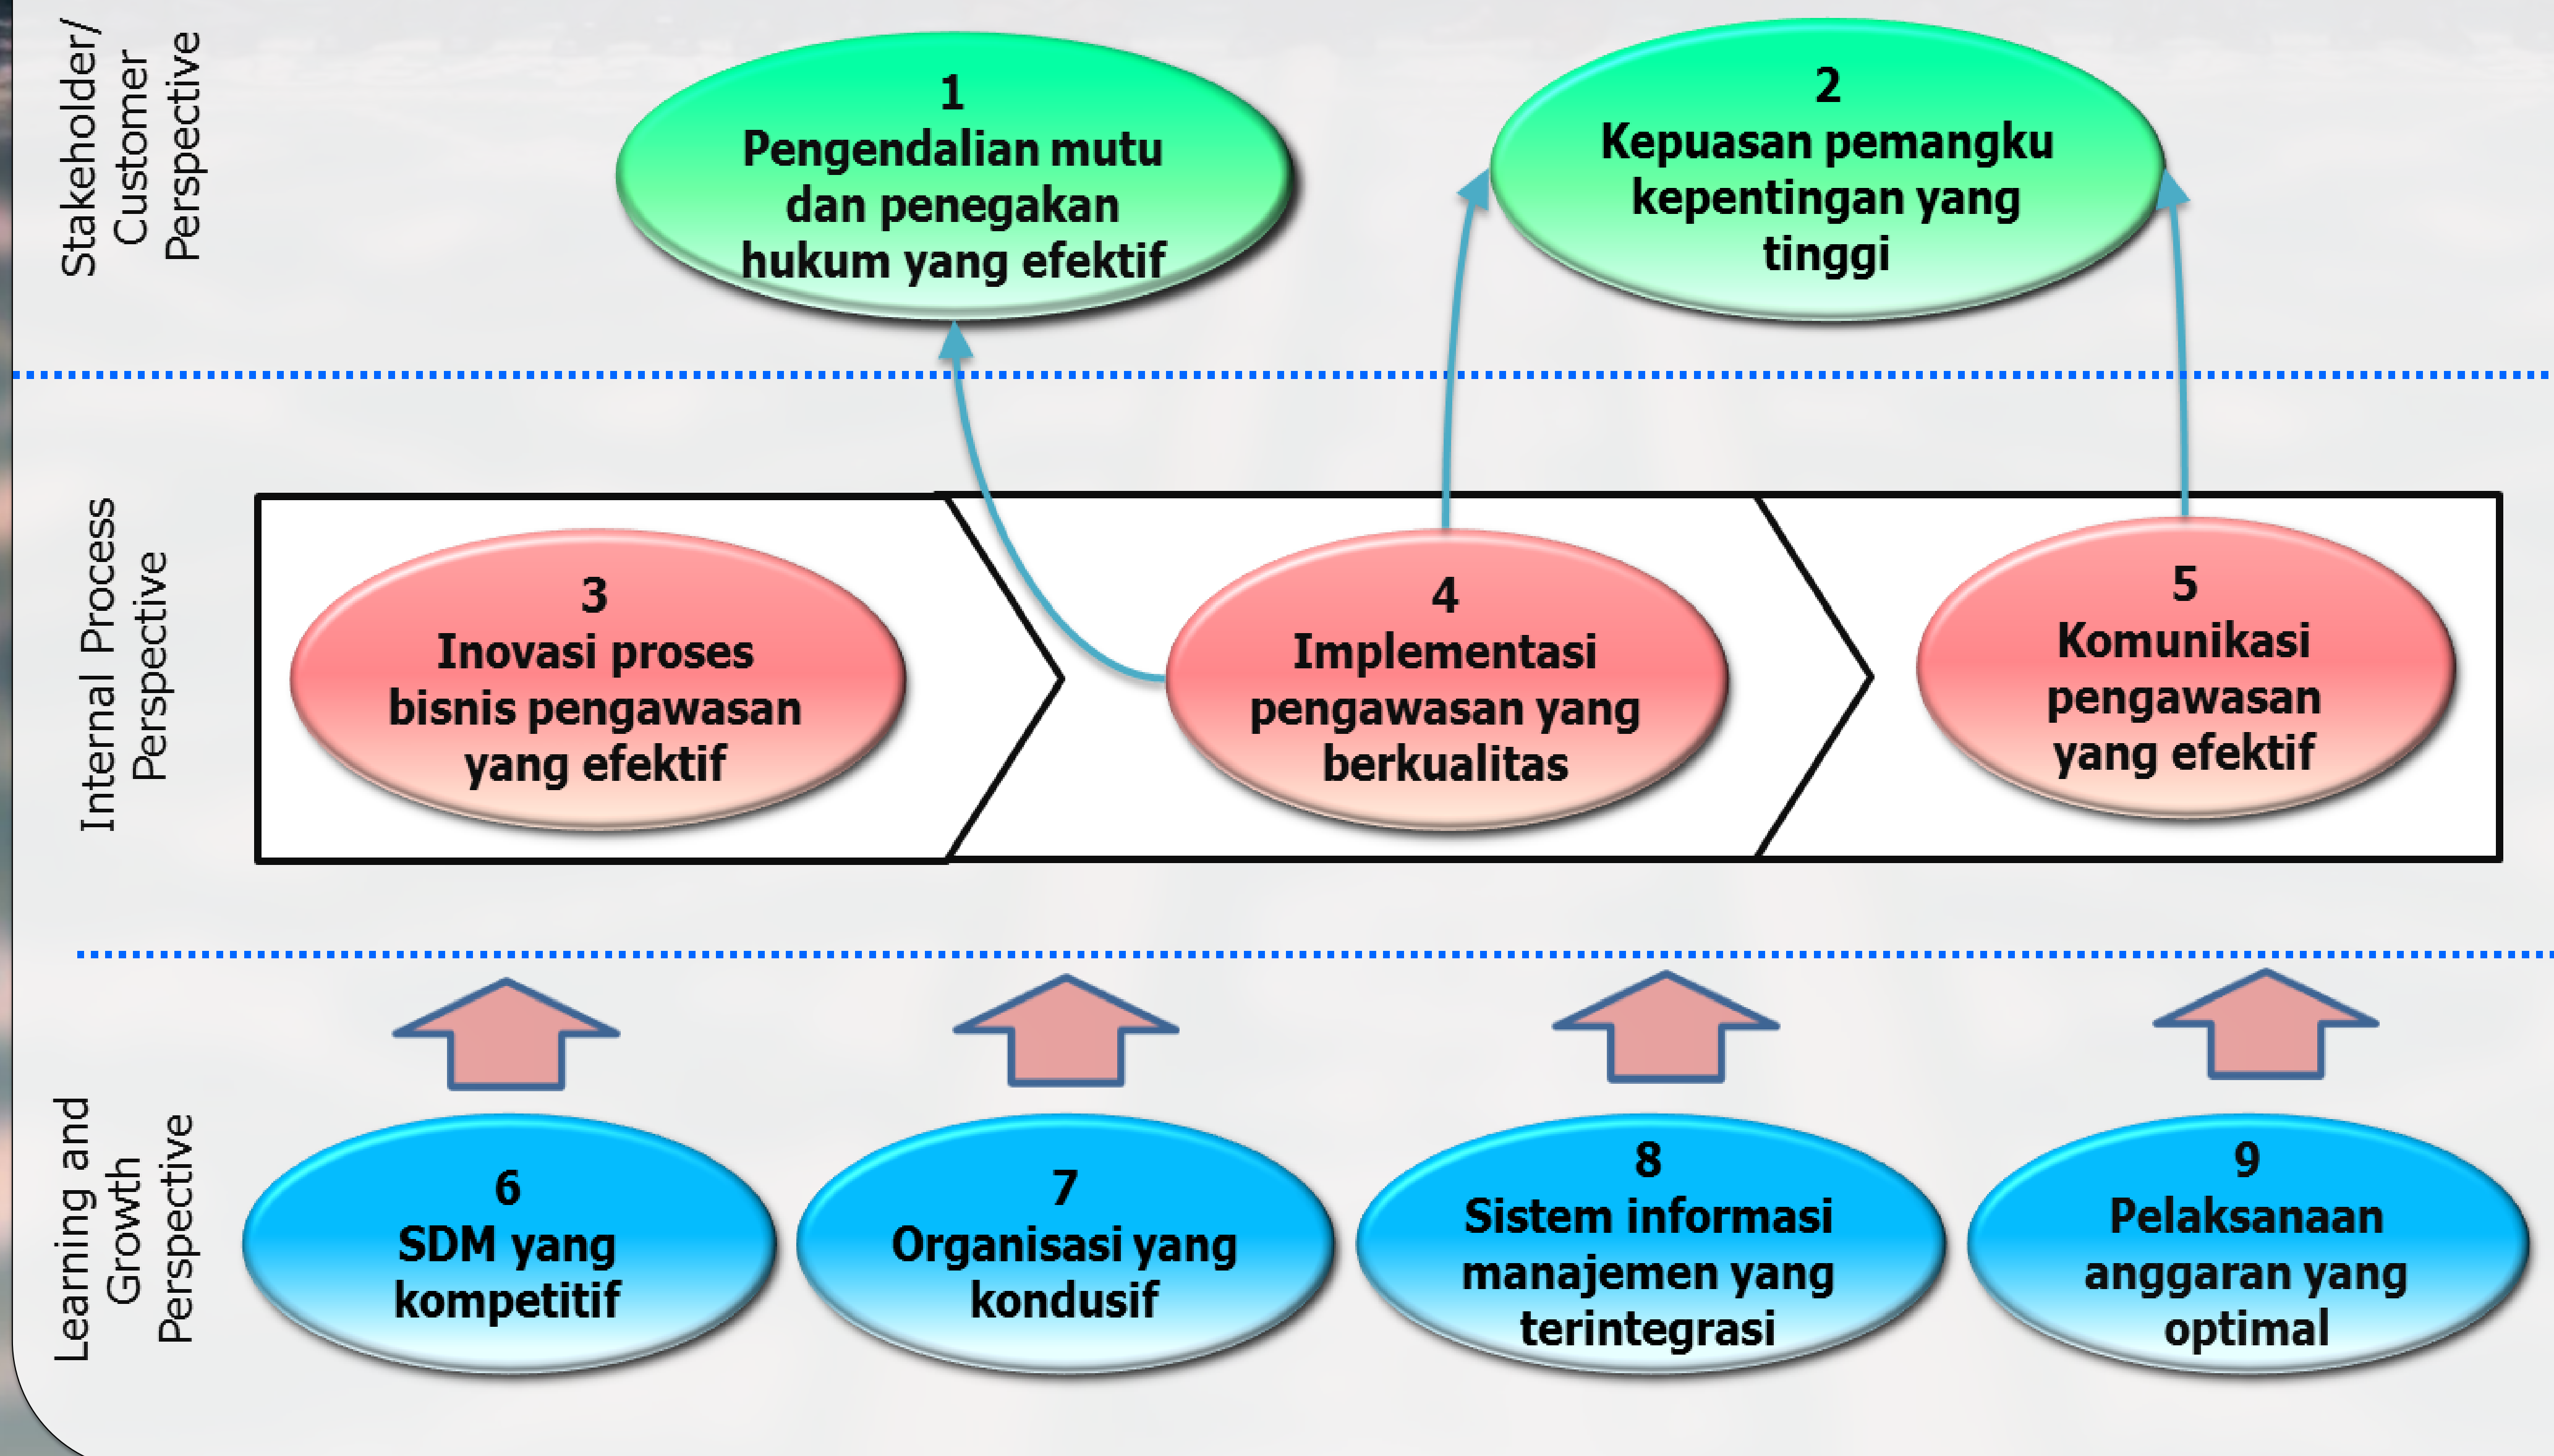 Stakeholder/
Customer
Perspective
1
Pengendalian mutu
dan penegakan
hukum yang efektif
2
Kepuasan pemangku
kepentingan yang
tinggi
Internal Process
Perspective
3
Inovasi proses
bisnis pengawasan
yang efektif
4
Implementasi
pengawasan yang
berkualitas
5
Komunikasi
pengawasan
yang efektif
Learning and
Growth
Perspective
6
SDM yang
kompetitif
7
Organisasi yang
kondusif
8
Sistem informasi
manajemen yang
terintegrasi
9
Pelaksanaan
anggaran yang
optimal